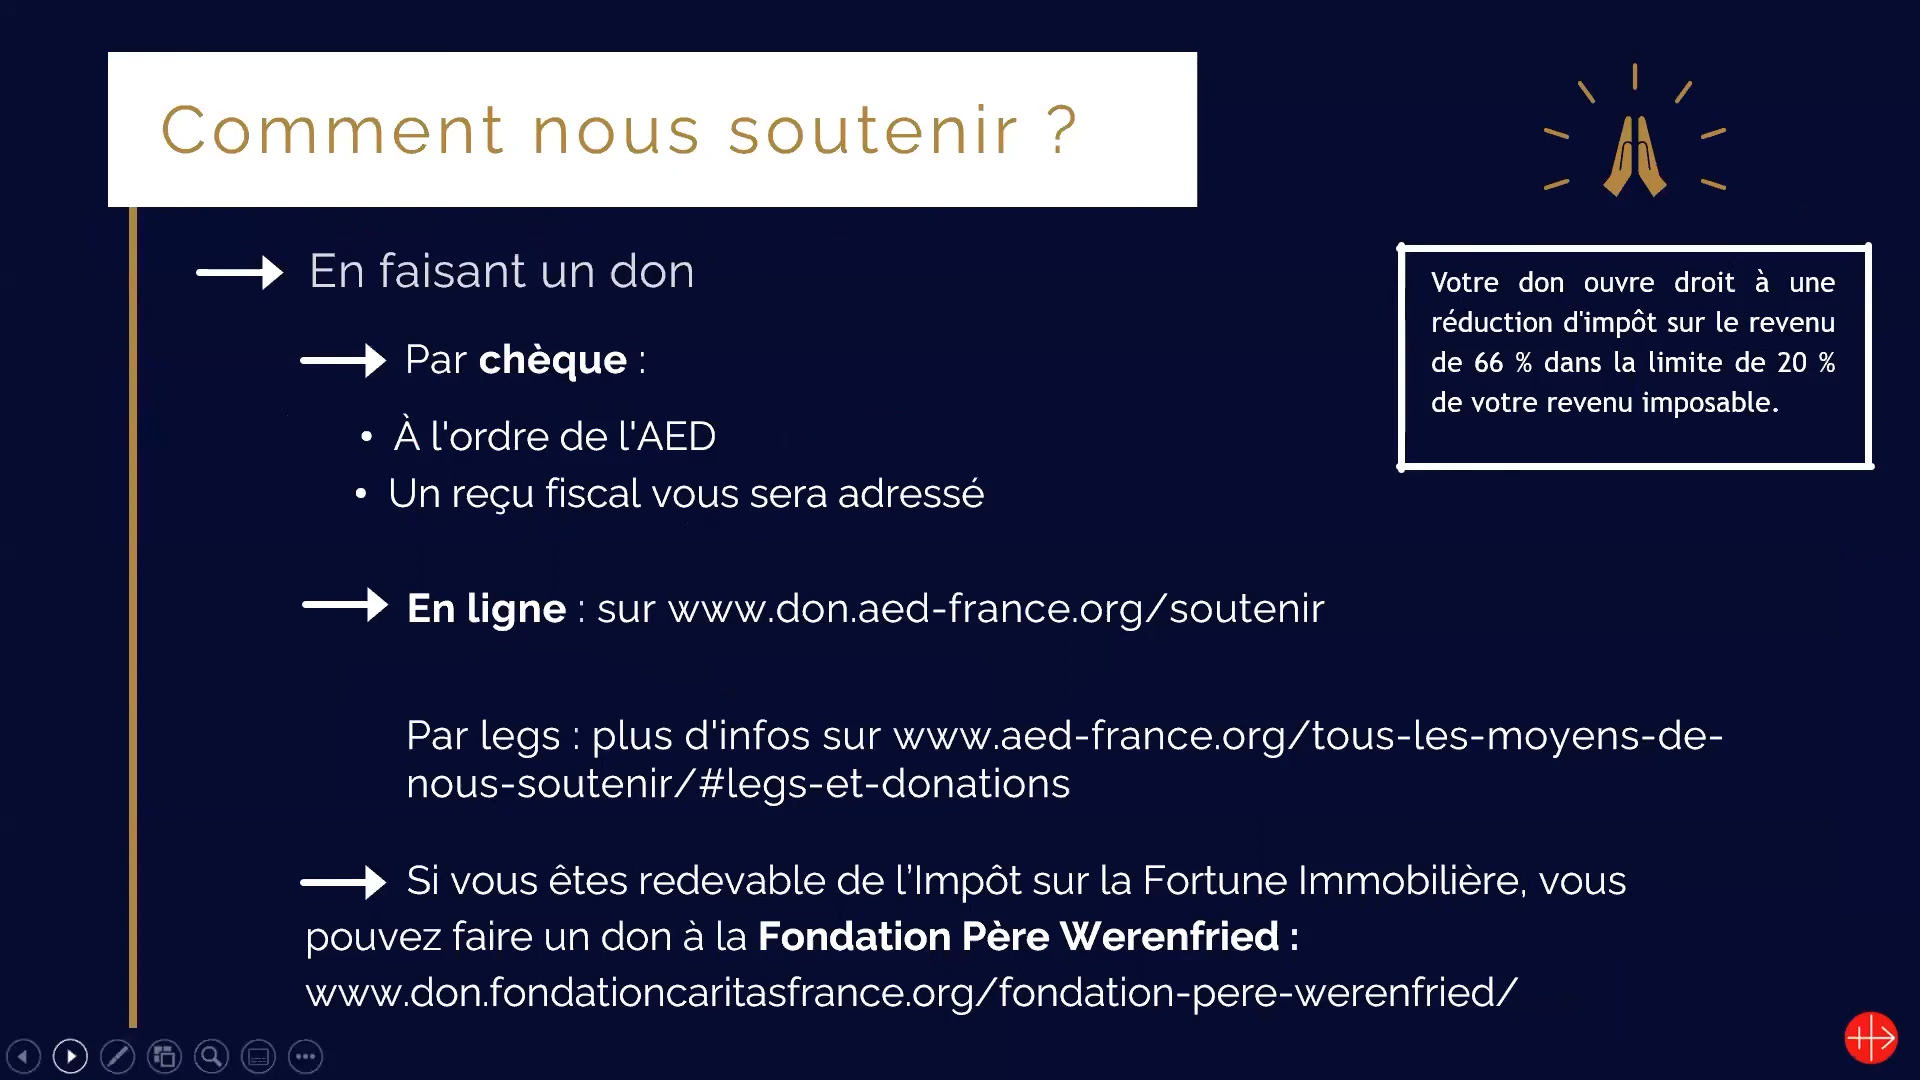 Comment nous soutenir ?
En faisant un don
Votre don ouvre droit à une
réduction d'impôt sur le revenu
de 66 % dans la limite de 20 %
de votre revenu imposable.
Par chèque :
• À l'ordre de l'AED
• Un reçu fiscal vous sera adressé
En ligne : sur www.don.aed-france.org/soutenir
Par legs : plus d'infos sur www.aed-france.org/tous-les-moyens-de-
nous-soutenir/#legs-et-donations
Si vous êtes redevable de l’Impôt sur la Fortune Immobilière, vous
pouvez faire un don à la Fondation Père Werenfried :
www.don.fondationcaritasfrance.org/fondation-pere-werenfried/